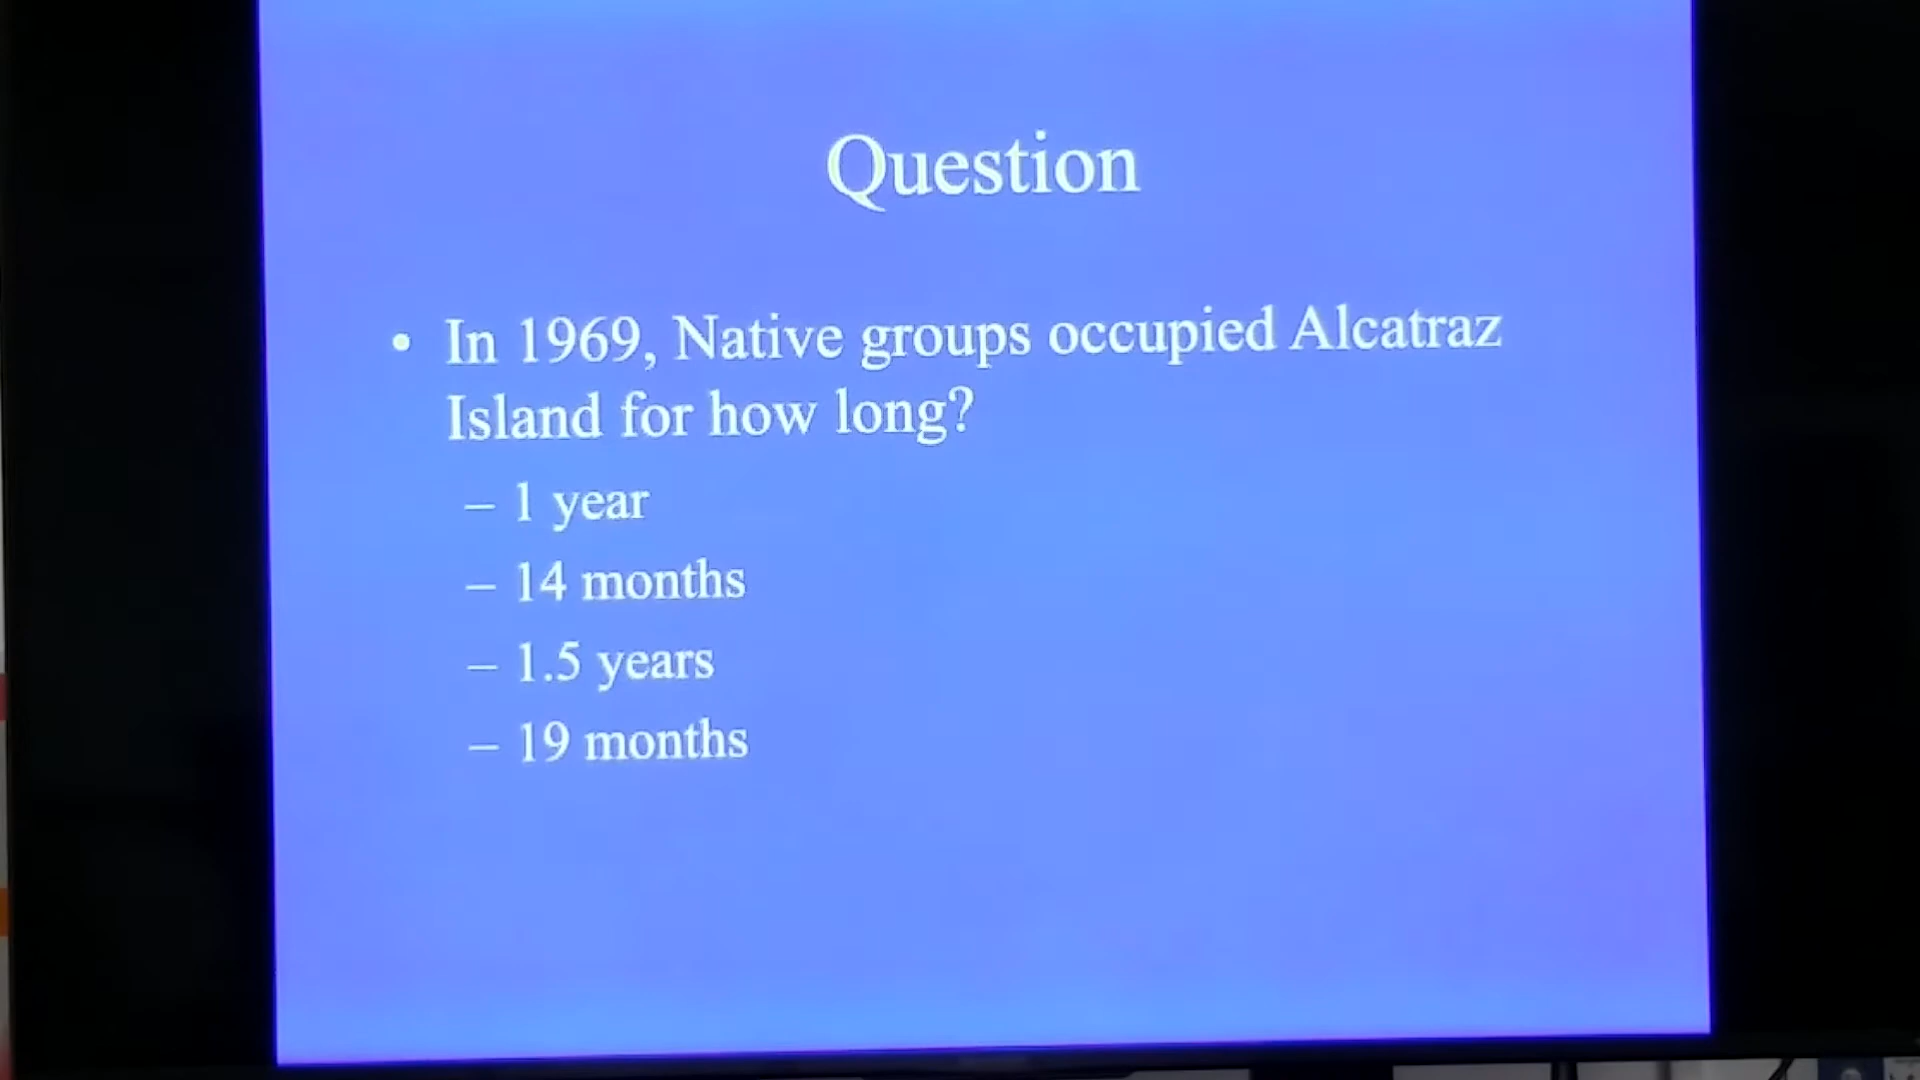 Question
• In 1969, Native groups occupied Alcatraz
Island for how long?
– 1 year
– 14 months
– 1.5 years
– 19 months